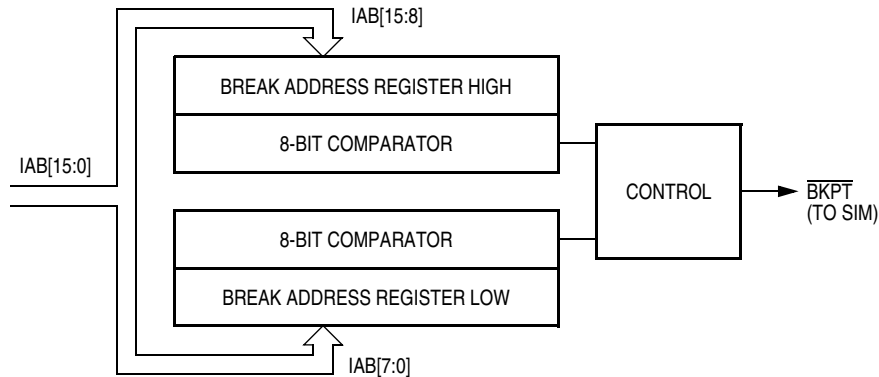 IAB[15:8]
BREAK ADDRESS REGISTER HIGH
8-BIT COMPARATOR
IAB[15:0]
CONTROL
BKPT
(TO SIM)
8-BIT COMPARATOR
BREAK ADDRESS REGISTER LOW
IAB[7:0]